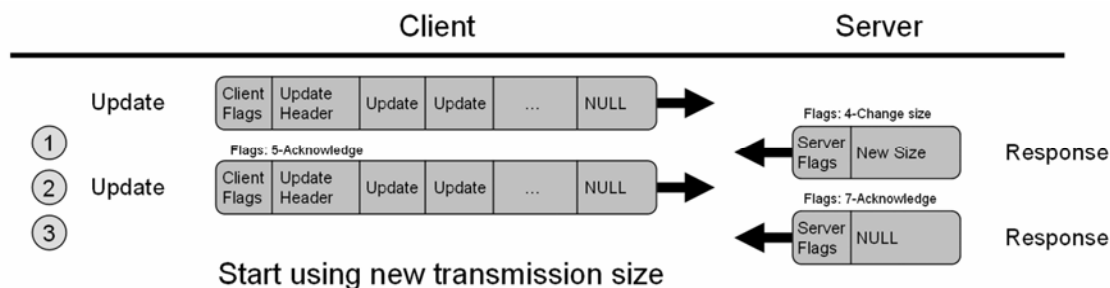 Client Server
Update Client Flags Update Header Update Update ... NULL
Flags: 4-Change size
1 Server Flags New Size Response
Flags: 5-Acknowledge
2 Update Client Flags Update Header Update Update ... NULL
Flags: 7-Acknowledge
3 Server Flags NULL Response
Start using new transmission size